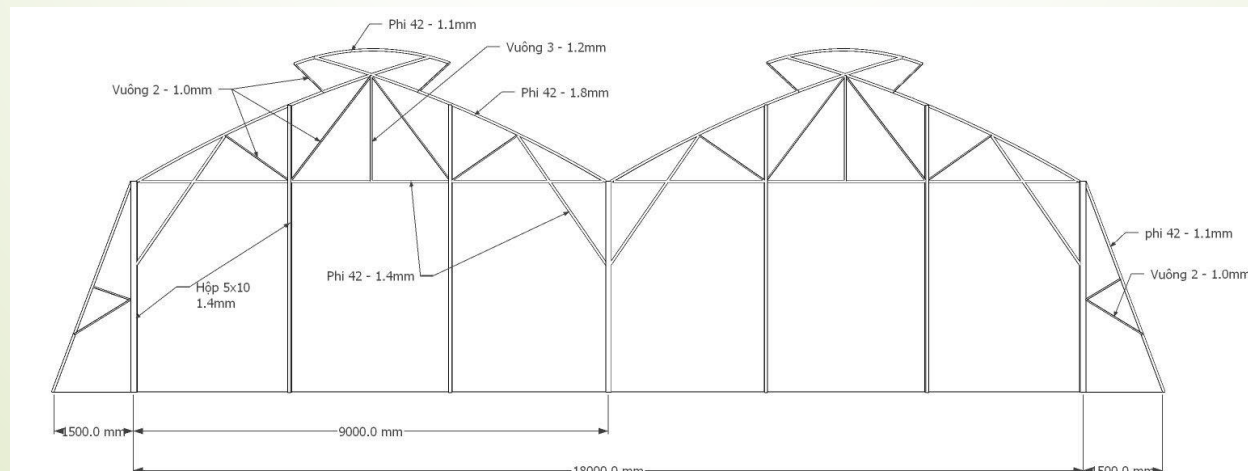 Phi 42 - 1.1mm
Vuông 3 - 1.2mm
Vuông 2 - 1.0mm
Phi 42 - 1.8mm
phi 42 - 1.1mm
Phi 42 - 1.4mm
Vuông 2 - 1.0mm
Hộp 5x10
1.4mm
1500.0 mm
9000.0 mm
18000.0 mm
1500.0 mm